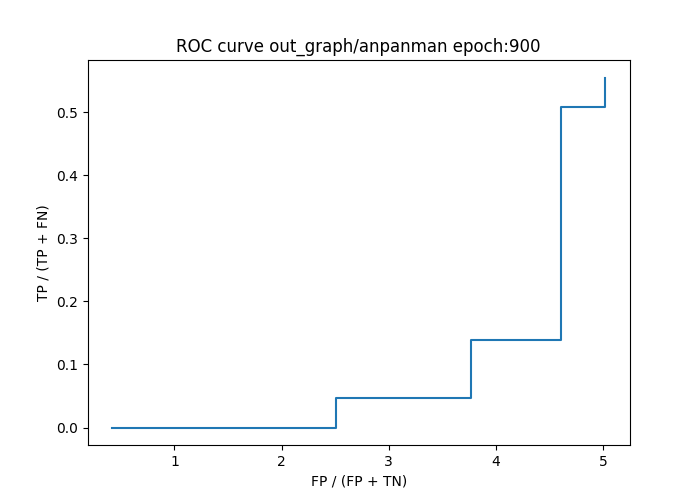 ROC curve out_graph/anpanman epoch:900
TP / (TP + FN)
0.5
0.4
0.3
0.2
0.1
0.0
1 2 3 4 5
FP / (FP + TN)